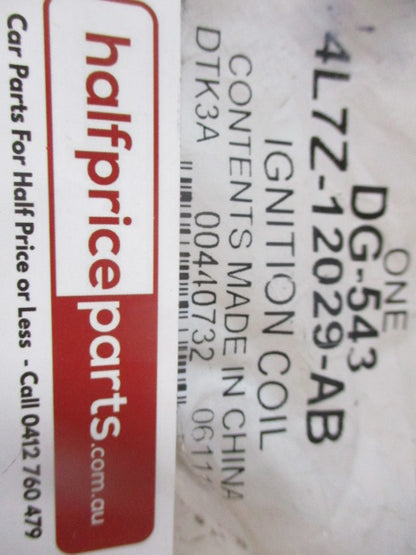 ONE
DG-543
4L7Z-12029-AB
IGNITION COIL
CONTENTS MADE IN CHINA
DTK3A 00440732 0611
halfpriceparts.com.au
Car Parts For Half Price or Less - Call 0412 760 479